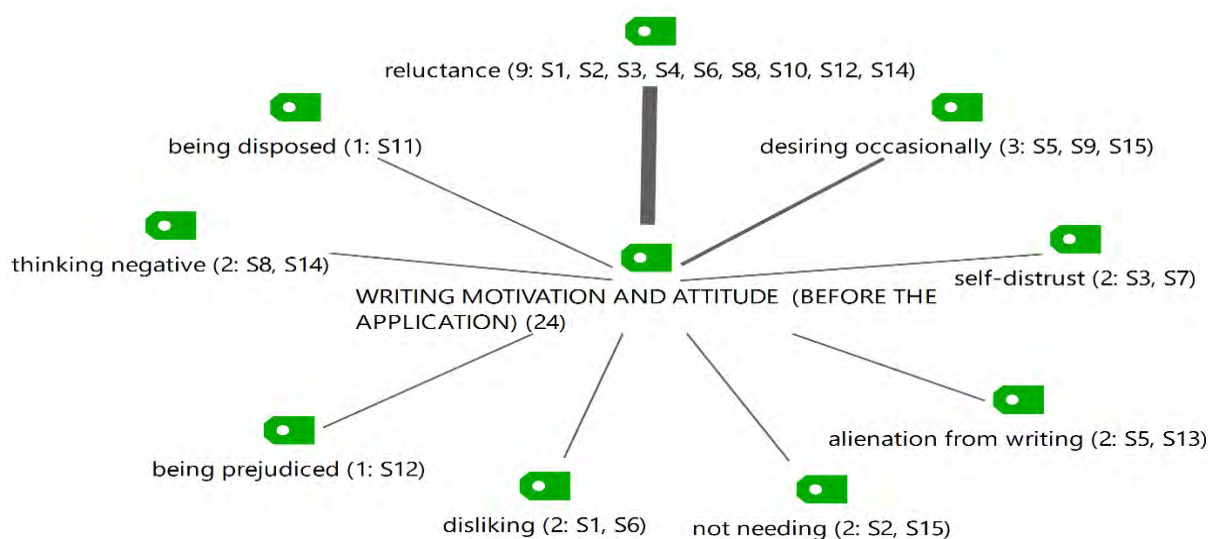 reluctance (9: S1, S2, S3, S4, S6, S8, S10, S12, S14)
being disposed (1: S11)
desiring occasionally (3: S5, S9, S15)
thinking negative (2: S8, S14)
self-distrust (2: S3, S7)
WRITING MOTIVATION AND ATTITUDE (BEFORE THE
APPLICATION) (24)
alienation from writing (2: S5, S13)
being prejudiced (1: S12)
disliking (2: S1, S6)
not needing (2: S2, S15)